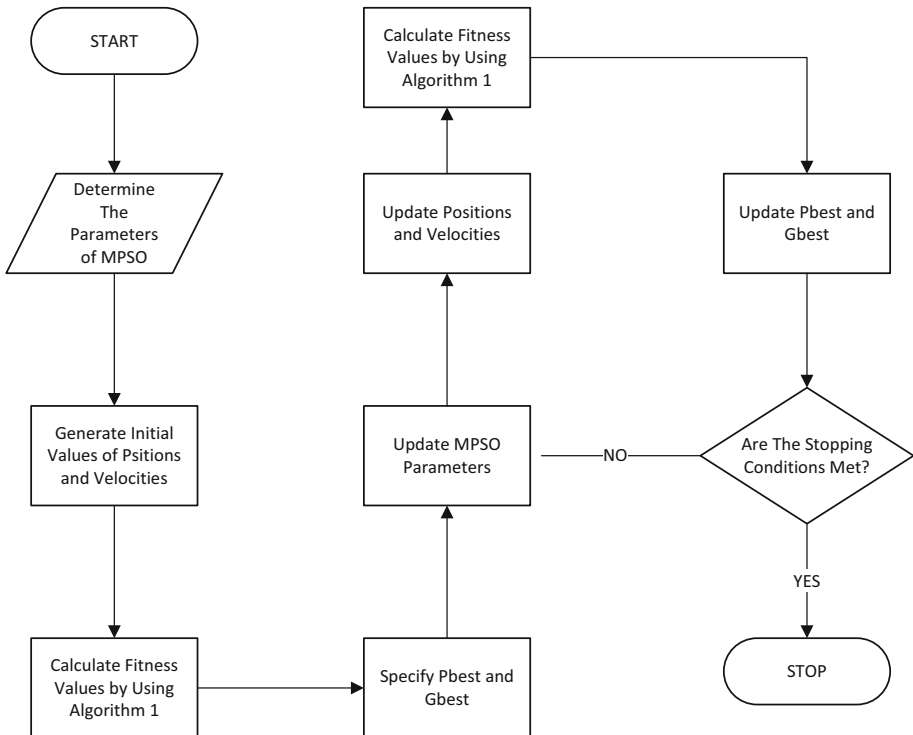 START
Determine
The
Parameters
of MPSO
Generate Initial
Values of Psitions
and Velocities
Calculate Fitness
Values by Using
Algorithm 1
Specify Pbest and
Gbest
Update MPSO
Parameters
Update Positions
and Velocities
Calculate Fitness
Values by Using
Algorithm 1
Update Pbest and
Gbest
Are The Stopping
Conditions Met?
NO
YES
STOP